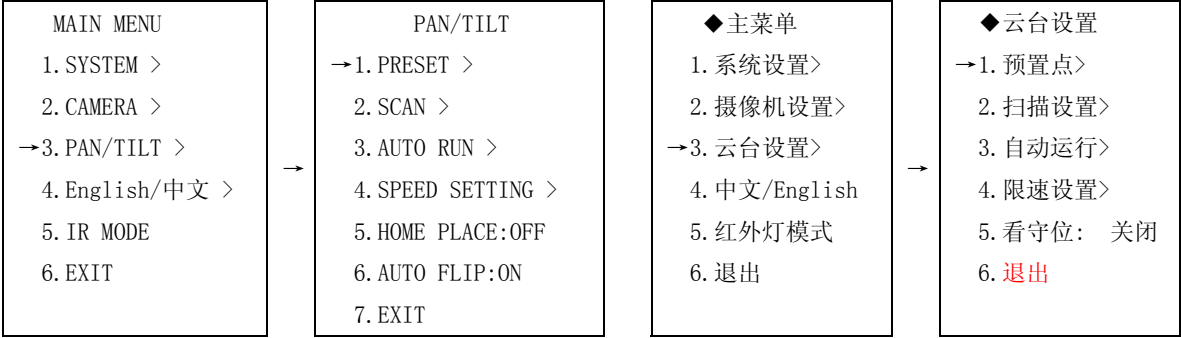 MAIN MENU
1.SYSTEM >
2.CAMERA >
→3.PAN/TILT >
4.English/中文 >
5.IR MODE
6.EXIT
→
PAN/TILT
→1.PRESET >
2.SCAN >
3.AUTO RUN >
4.SPEED SETTING >
5.HOME PLACE:OFF
6.AUTO FLIP:ON
7.EXIT
◆主菜单
1.系统设置>
2.摄像机设置>
→3.云台设置>
4.中文/English
5.红外灯模式
6.退出
→
◆云台设置
→1.预置点>
2.扫描设置>
3.自动运行>
4.限速设置>
5.看守位: 关闭
6.退出